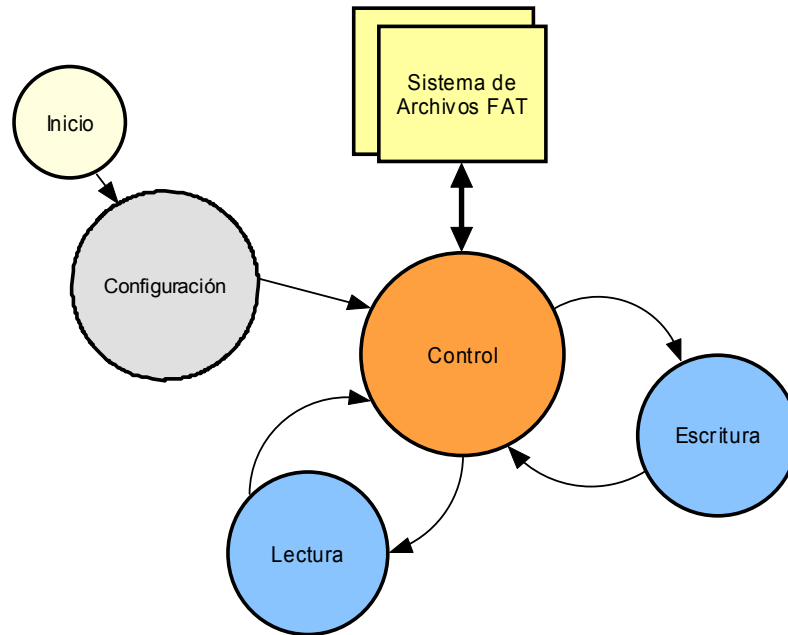 Sistema de
Archivos FAT
Inicio
Configuración
Control
Escritura
Lectura